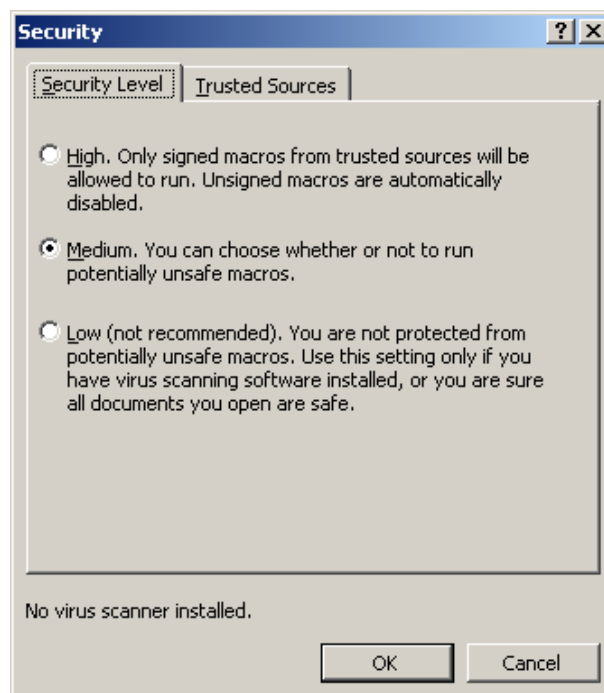 Security
Security Level
Trusted Sources
High. Only signed macros from trusted sources will be
allowed to run. Unsigned macros are automatically
disabled.
Medium. You can choose whether or not to run
potentially unsafe macros.
Low (not recommended). You are not protected from
potentially unsafe macros. Use this setting only if you
have virus scanning software installed, or you are sure
all documents you open are safe.
No virus scanner installed.
OK
Cancel